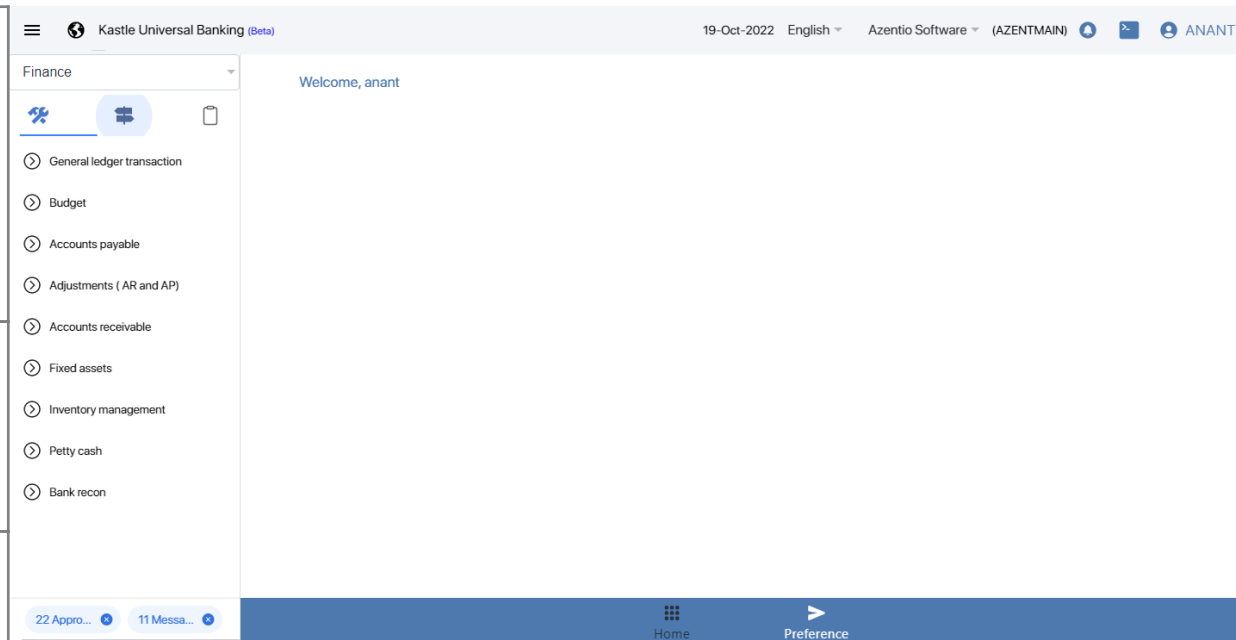 Kastle Universal Banking (Beta) 19-Oct-2022 English Azentio Software (AZENTMAIN) ANANT
Finance
Welcome, anant
General ledger transaction
Budget
Accounts payable
Adjustments ( AR and AP)
Accounts receivable
Fixed assets
Inventory management
Petty cash
Bank recon
22 Appro... 11 Messa...
Home Preference